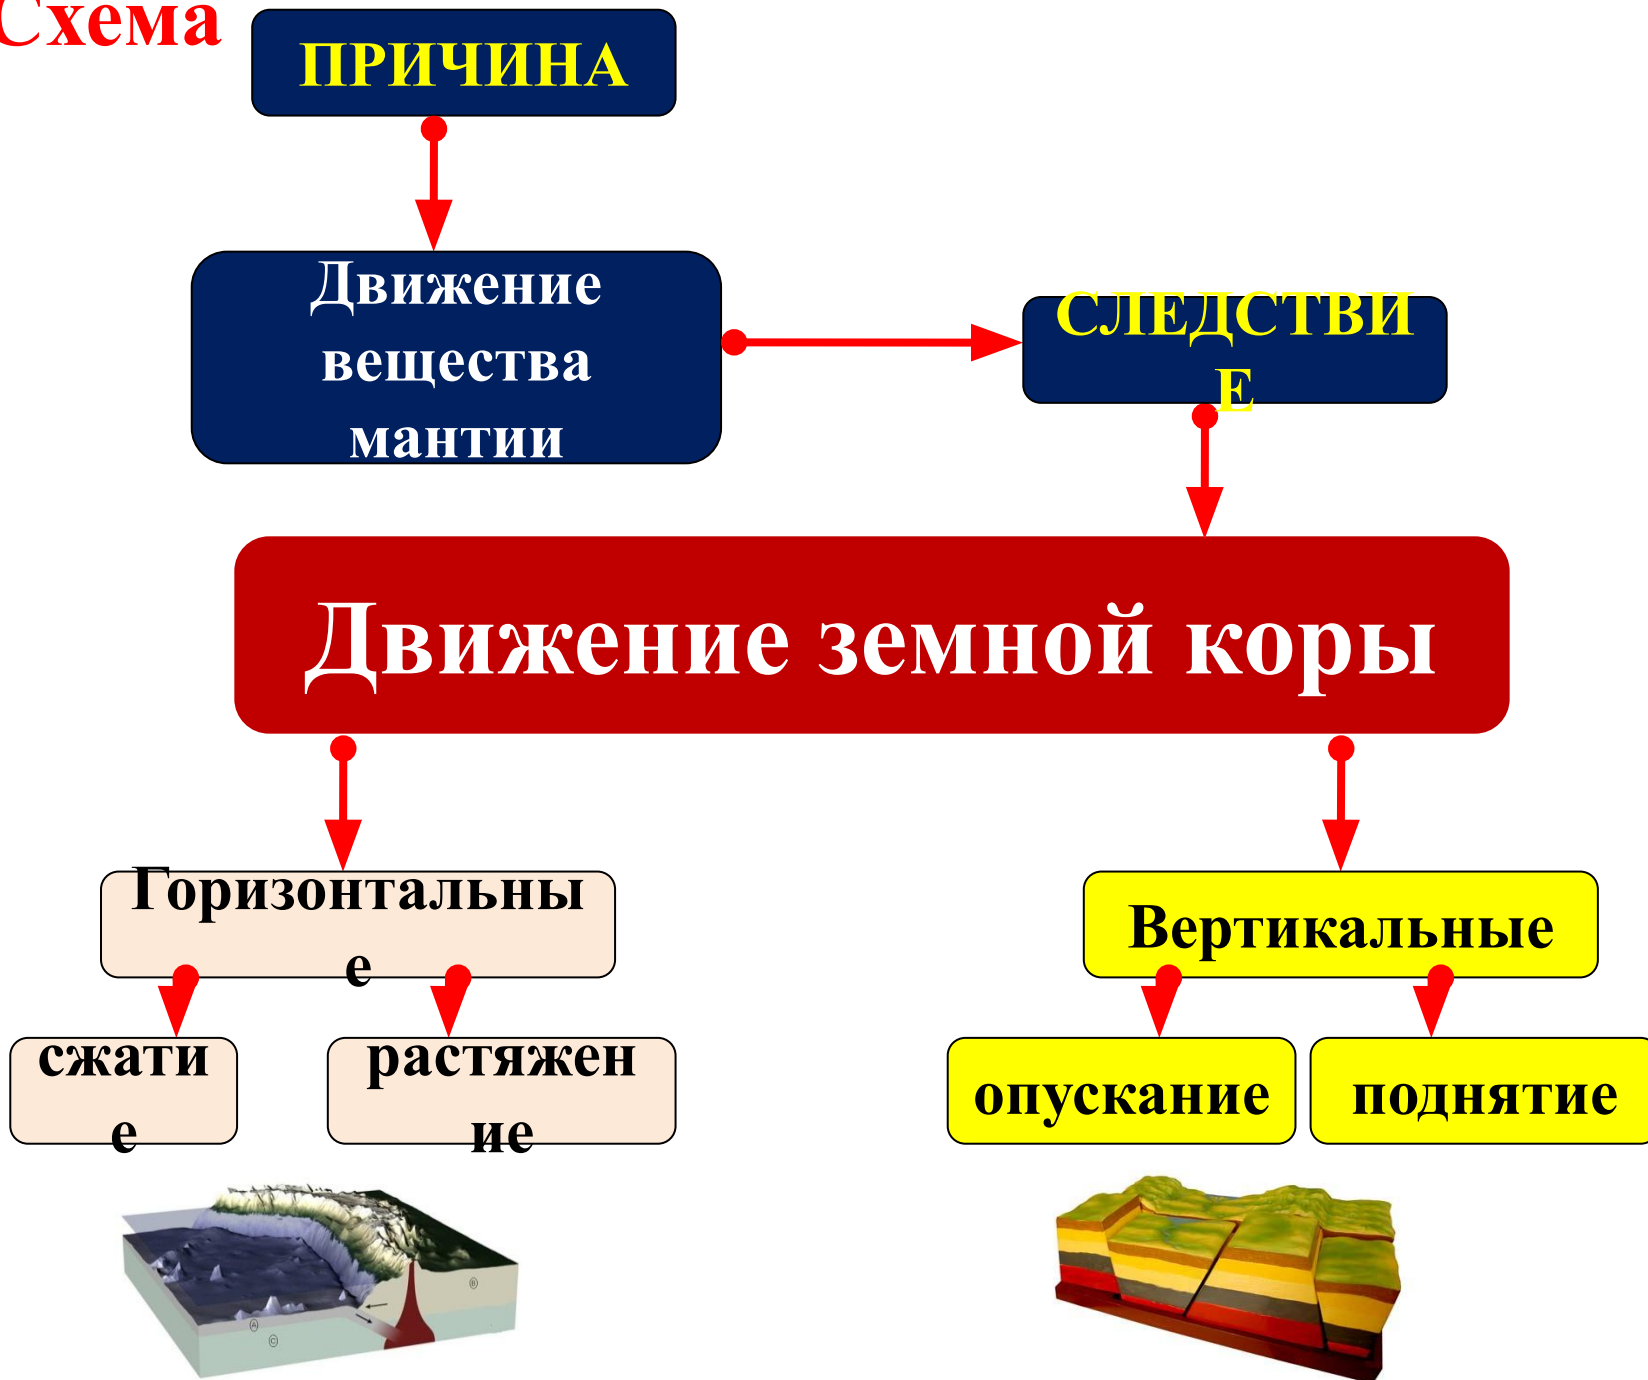 Схема
ПРИЧИНА
Движение
вещества
мантии
СЛЕДСТВИ
Е
Движение земной коры
Горизонтальны
е
Вертикальные
сжати
е
растяжен
ие
опускание
поднятие
B
A
C